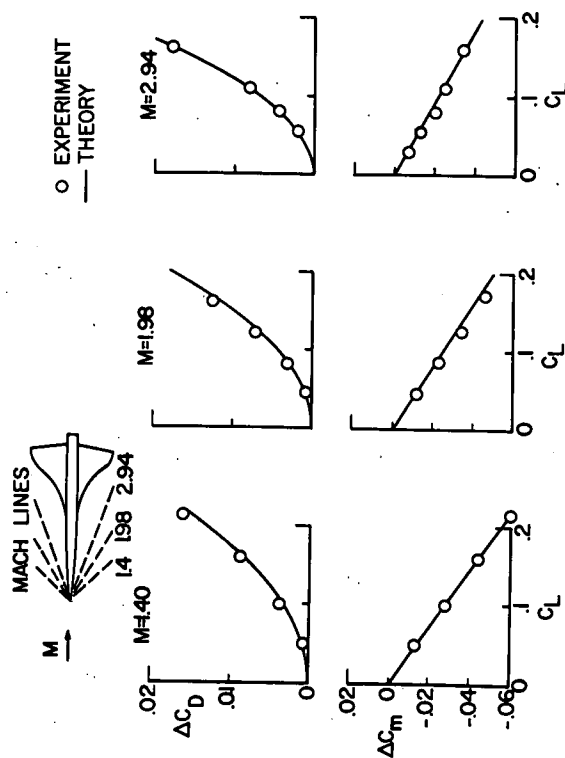 MACH LINES
M
1.4 1.98 2.94
O EXPERIMENT
— THEORY
M=1.40
M=1.98
M=2.94
.02
ΔC_D .01
0
0
ΔC_m -.02
-.04
-.06
0 .1 .2
C_L
0 .1 .2
C_L
0 .1 .2
C_L